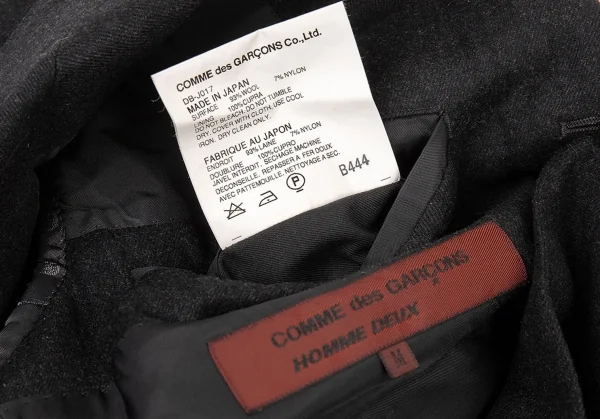 COMME des GARÇONS Co., Ltd.
DB-J017
MADE IN JAPAN
SURFACE 93% WOOL 7% NYLON
LINING 100% CUPRA
DO NOT BLEACH. DO NOT TUMBLE
DRY. COVER WITH CLOTH. USE COOL
IRON. DRY CLEAN ONLY.
FABRIQUE AU JAPON
ENDROIT 93% LAINE 7% NYLON
DOUBLURE 100% CUPRO
JAVEL INTERDIT. SECHAGE MACHINE
DECONSEILLE. REPASSER A FER DOUX
AVEC PATTEMOUILLE. NETTOYAGE A SEC.
P
B444
COMME des GARÇONS
HOMME DEUX
M